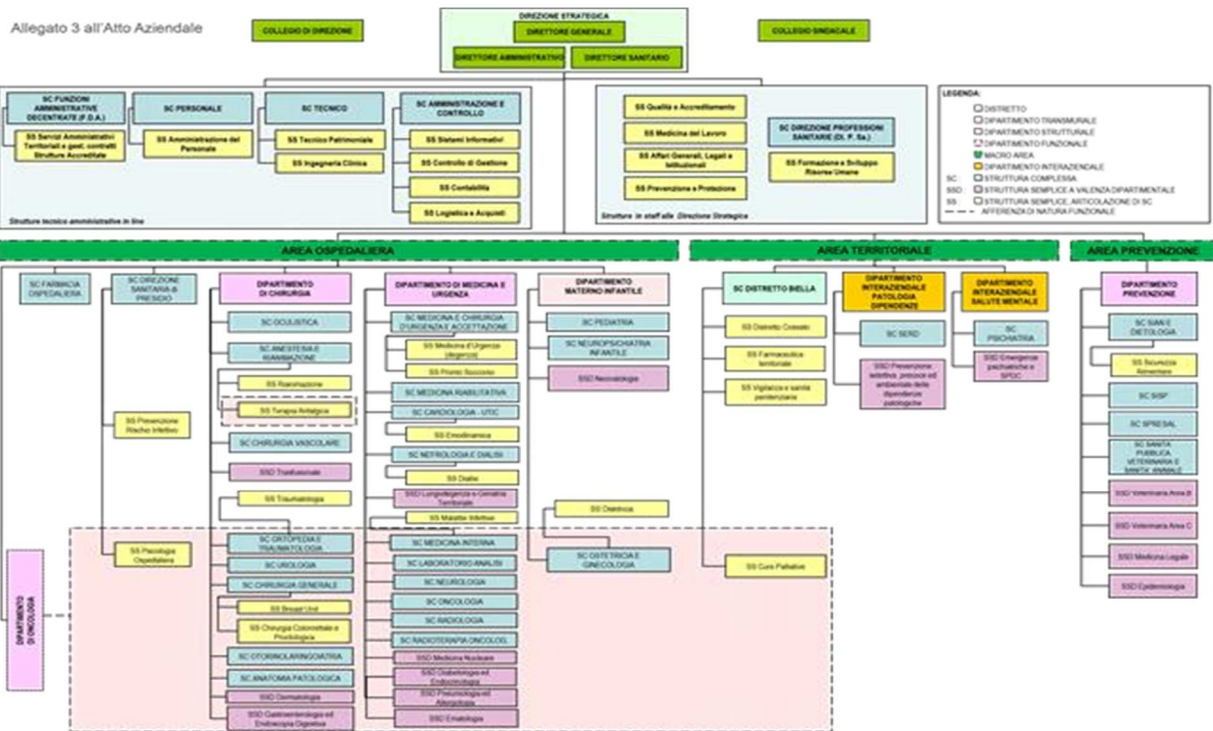 Allegato 3 all'Atto Aziendale
COLLEGIO DI DIREZIONE
DIREZIONE STRATEGICA
DIRETTORE GENERALE
DIRETTORE AMMINISTRATIVO
DIRETTORE SANITARIO
COLLEGIO SINDACALE
SC FUNZIONI
AMMINISTRATIVE
DECENTRATE (F.D.A.)
SS Servizi Amministrativi
Territoriali e gest. contratti
Strutture Accreditate
SC PERSONALE
SS Amministrazione del
Personale
SC TECNICO
SS Tecnico Patrimoniale
SS Ingegneria Clinica
SC AMMINISTRAZIONE E
CONTROLLO
SS Sistemi Informativi
SS Controllo di Gestione
SS Contabilità
SS Logistica e Acquisti
Strutture tecnico amministrative in line
SS Qualità e Accreditamento
SS Medicina del Lavoro
SS Affari Generali, Legali e
Istituzionali
SS Prevenzione e Protezione
SC DIREZIONE PROFESSIONI
SANITARIE (Di. P. Sa.)
SS Formazione e Sviluppo
Risorse Umane
Strutture in staff alle Direzione Strategica
LEGENDA:
DISTRETTO
DIPARTIMENTO TRANSMURALE
DIPARTIMENTO STRUTTURALE
DIPARTIMENTO FUNZIONALE
MACRO AREA
DIPARTIMENTO INTERAZIENDALE
SC : STRUTTURA COMPLESSA
SSD : STRUTTURA SEMPLICE A VALENZA DIPARTIMENTALE
SS : STRUTTURA SEMPLICE, ARTICOLAZIONE DI SC
AFFERENZA DI NATURA FUNZIONALE
AREA OSPEDALIERA
SC FARMACIA
OSPEDALIERA
SC DIREZIONE
SANITARIA di
PRESIDIO
SS Prevenzione
Rischio Infettivo
SS Psicologia
Ospedaliera
DIPARTIMENTO
DI ONCOLOGIA
DIPARTIMENTO
DI CHIRURGIA
SC OCULISTICA
SC ANESTESIA E
RIANIMAZIONE
SS Rianimazione
SS Terapia Antalgica
SC CHIRURGIA VASCOLARE
SSD Trasfusionale
SS Traumatologia
SC ORTOPEDIA E
TRAUMATOLOGIA
SC UROLOGIA
SC CHIRURGIA GENERALE
SS Breast Unit
SS Chirurgia Colorettale e
Proctologica
SC OTORINOLARINGOIATRIA
SC ANATOMIA PATOLOGICA
SSD Dermatologia
SSD Gastroenterologia ed
Endoscopia Digestiva
DIPARTIMENTO DI MEDICINA E
URGENZA
SC MEDICINA E CHIRURGIA
D'URGENZA E ACCETTAZIONE
SS Medicina d'Urgenza
(degenza)
SS Pronto Soccorso
SC MEDICINA RIABILITATIVA
SC CARDIOLOGIA - UTIC
SS Emodinamica
SC NEFROLOGIA E DIALISI
SS Dialisi
SSD Lungodegenza e Geriatria
Territoriale
SS Malattie Infettive
SC MEDICINA INTERNA
SC LABORATORIO ANALISI
SC NEUROLOGIA
SC ONCOLOGIA
SC RADIOLOGIA
SC RADIOTERAPIA ONCOLOG.
SSD Medicina Nucleare
SSD Diabetologia ed
Endocrinologia
SSD Pneumologia ed
Allergologia
SSD Ematologia
DIPARTIMENTO
MATERNO INFANTILE
SC PEDIATRIA
SC NEUROPSICHIATRIA
INFANTILE
SSD Neonatologia
SS Ostetricia
SC OSTETRICIA E
GINECOLOGIA
AREA TERRITORIALE
SC DISTRETTO BIELLA
SS Distretto Cossato
SS Farmaceutica
territoriale
SS Vigilanza e sanità
penitenziaria
SS Cure Palliative
DIPARTIMENTO
INTERAZIENDALE
PATOLOGIA
DIPENDENZE
SC SERD
SSD Prevenzione
selettiva, precoce ed
ambientale delle
dipendenze
patologiche
DIPARTIMENTO
INTERAZIENDALE
SALUTE MENTALE
SC
PSICHIATRIA
SSD Emergenze
psichiatriche e
SPDC
AREA PREVENZIONE
DIPARTIMENTO
PREVENZIONE
SC SIAN E
DIETOLOGIA
SS Sicurezza
Alimentare
SC SISP
SC SPRESAL
SC SANITÀ
PUBBLICA
VETERINARIA E
SANITA' ANIMALE
SSD Veterinaria Area B
SSD Veterinaria Area C
SSD Medicina Legale
SSD Epidemiologia